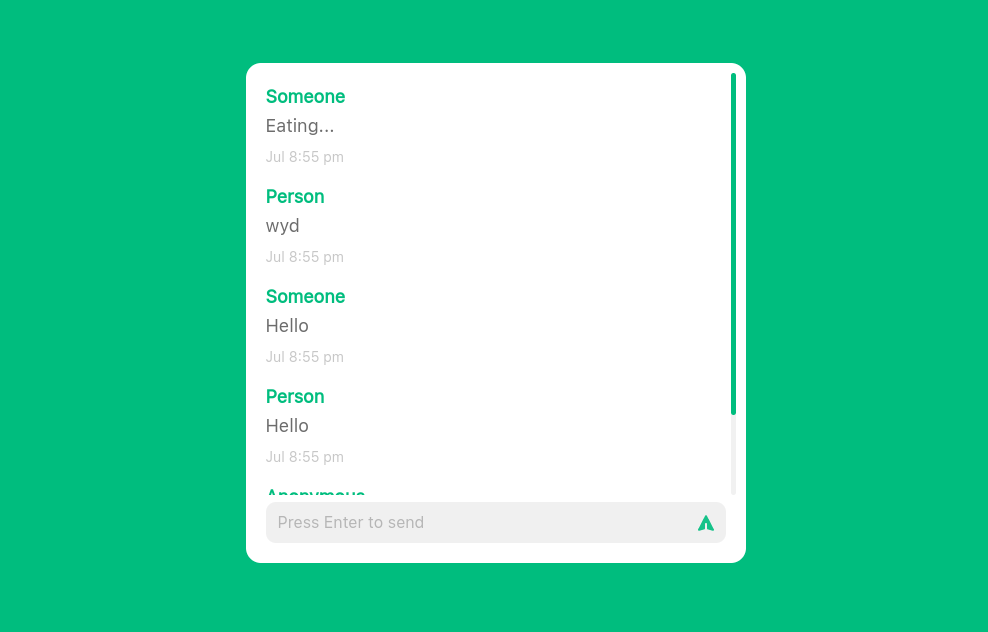 Someone
Eating...
Jul 8:55 pm
Person
wyd
Jul 8:55 pm
Someone
Hello
Jul 8:55 pm
Person
Hello
Jul 8:55 pm
Anonymous
Press Enter to send